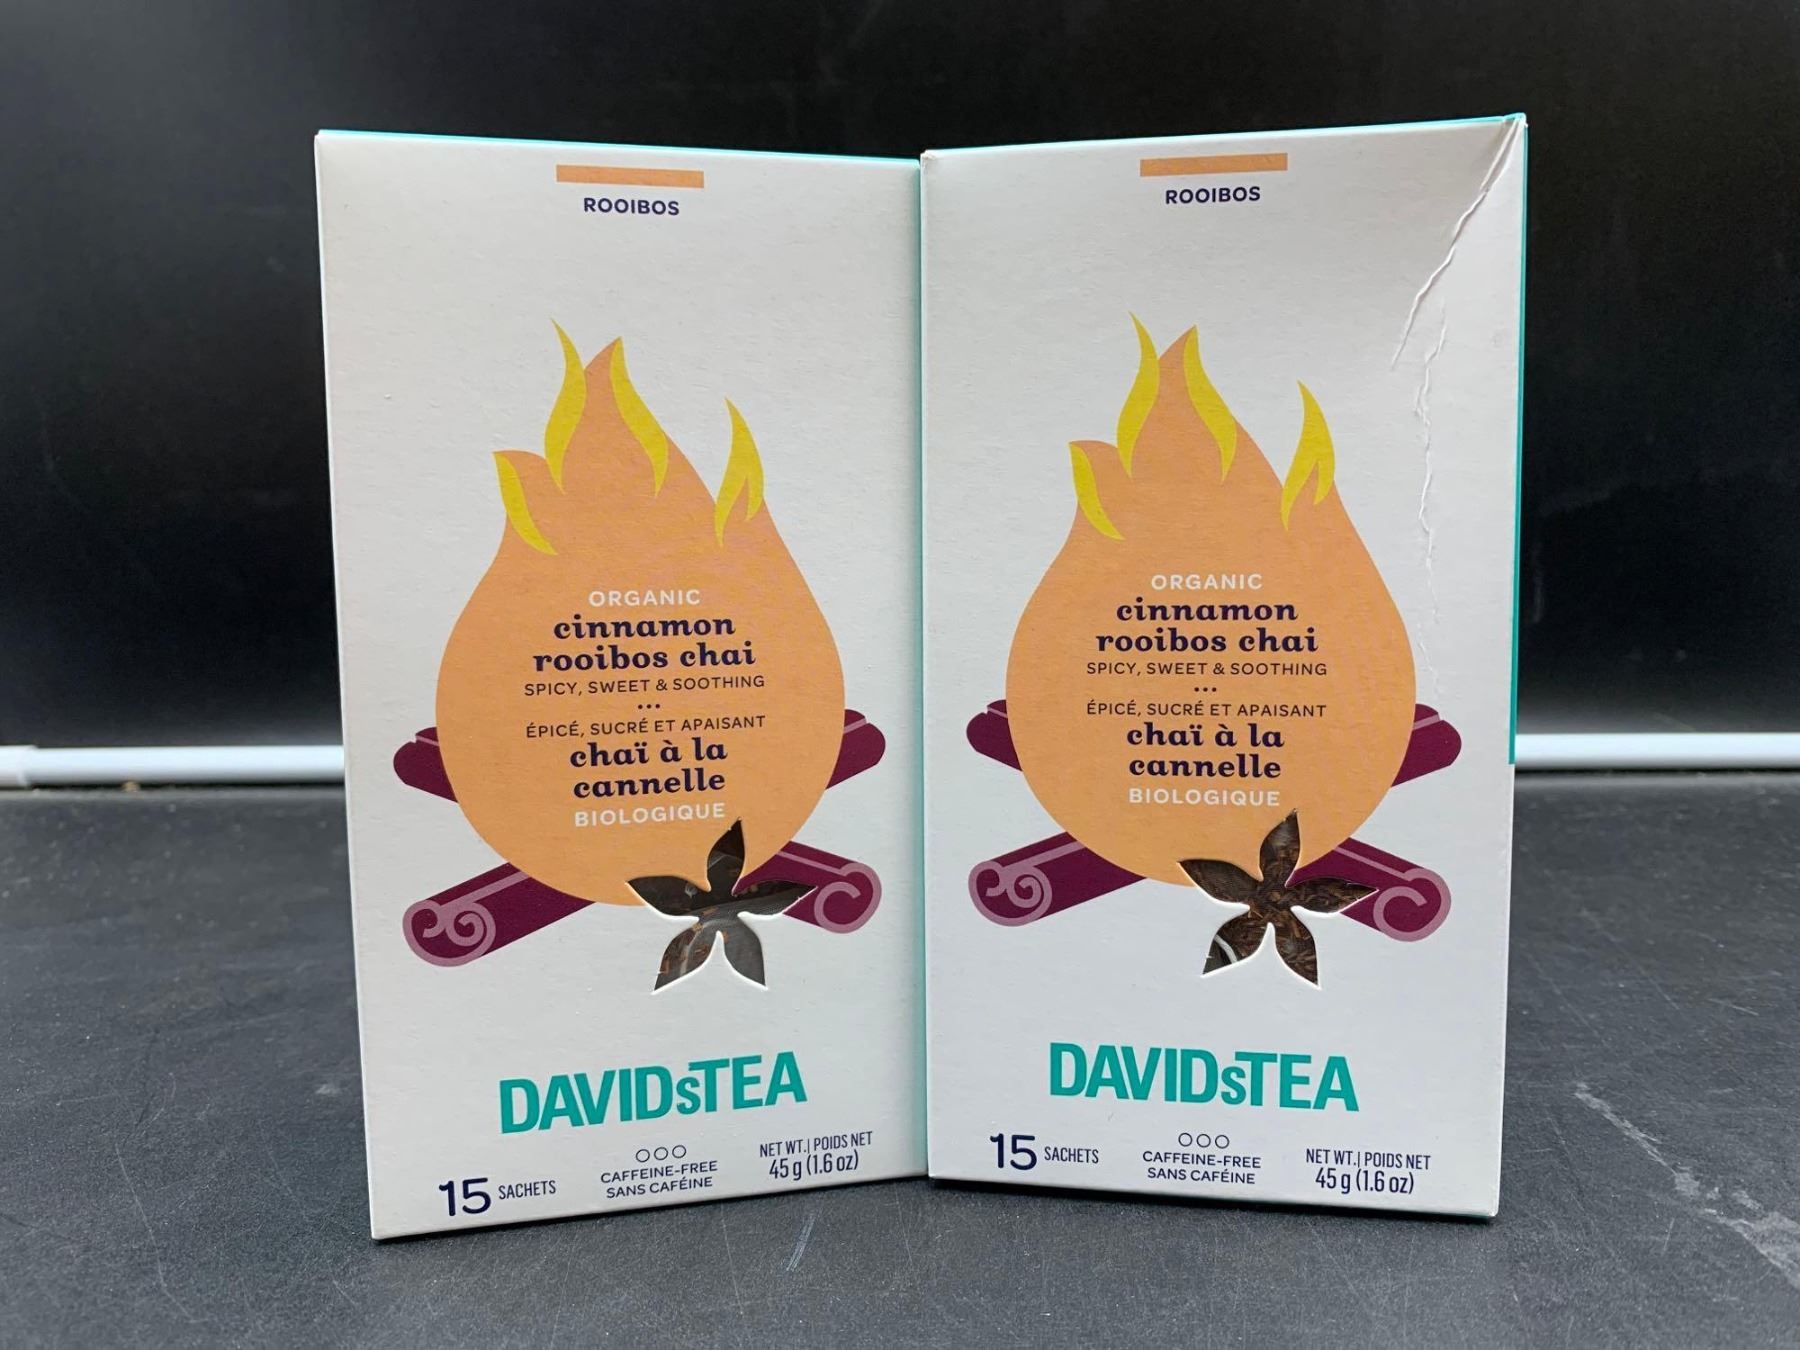 ROOIBOS
ORGANIC
cinnamon
rooibos chai
SPICY, SWEET & SOOTHING
•••
ÉPICÉ, SUCRÉ ET APAISANT
chaï à la
cannelle
BIOLOGIQUE
DAVIDsTEA
15 SACHETS
CAFFEINE-FREE
SANS CAFÉINE
NET WT. | POIDS NET
45 g (1.6 oz)
ROOIBOS
ORGANIC
cinnamon
rooibos chai
SPICY, SWEET & SOOTHING
•••
ÉPICÉ, SUCRÉ ET APAISANT
chaï à la
cannelle
BIOLOGIQUE
DAVIDsTEA
15 SACHETS
CAFFEINE-FREE
SANS CAFÉINE
NET WT. | POIDS NET
45 g (1.6 oz)